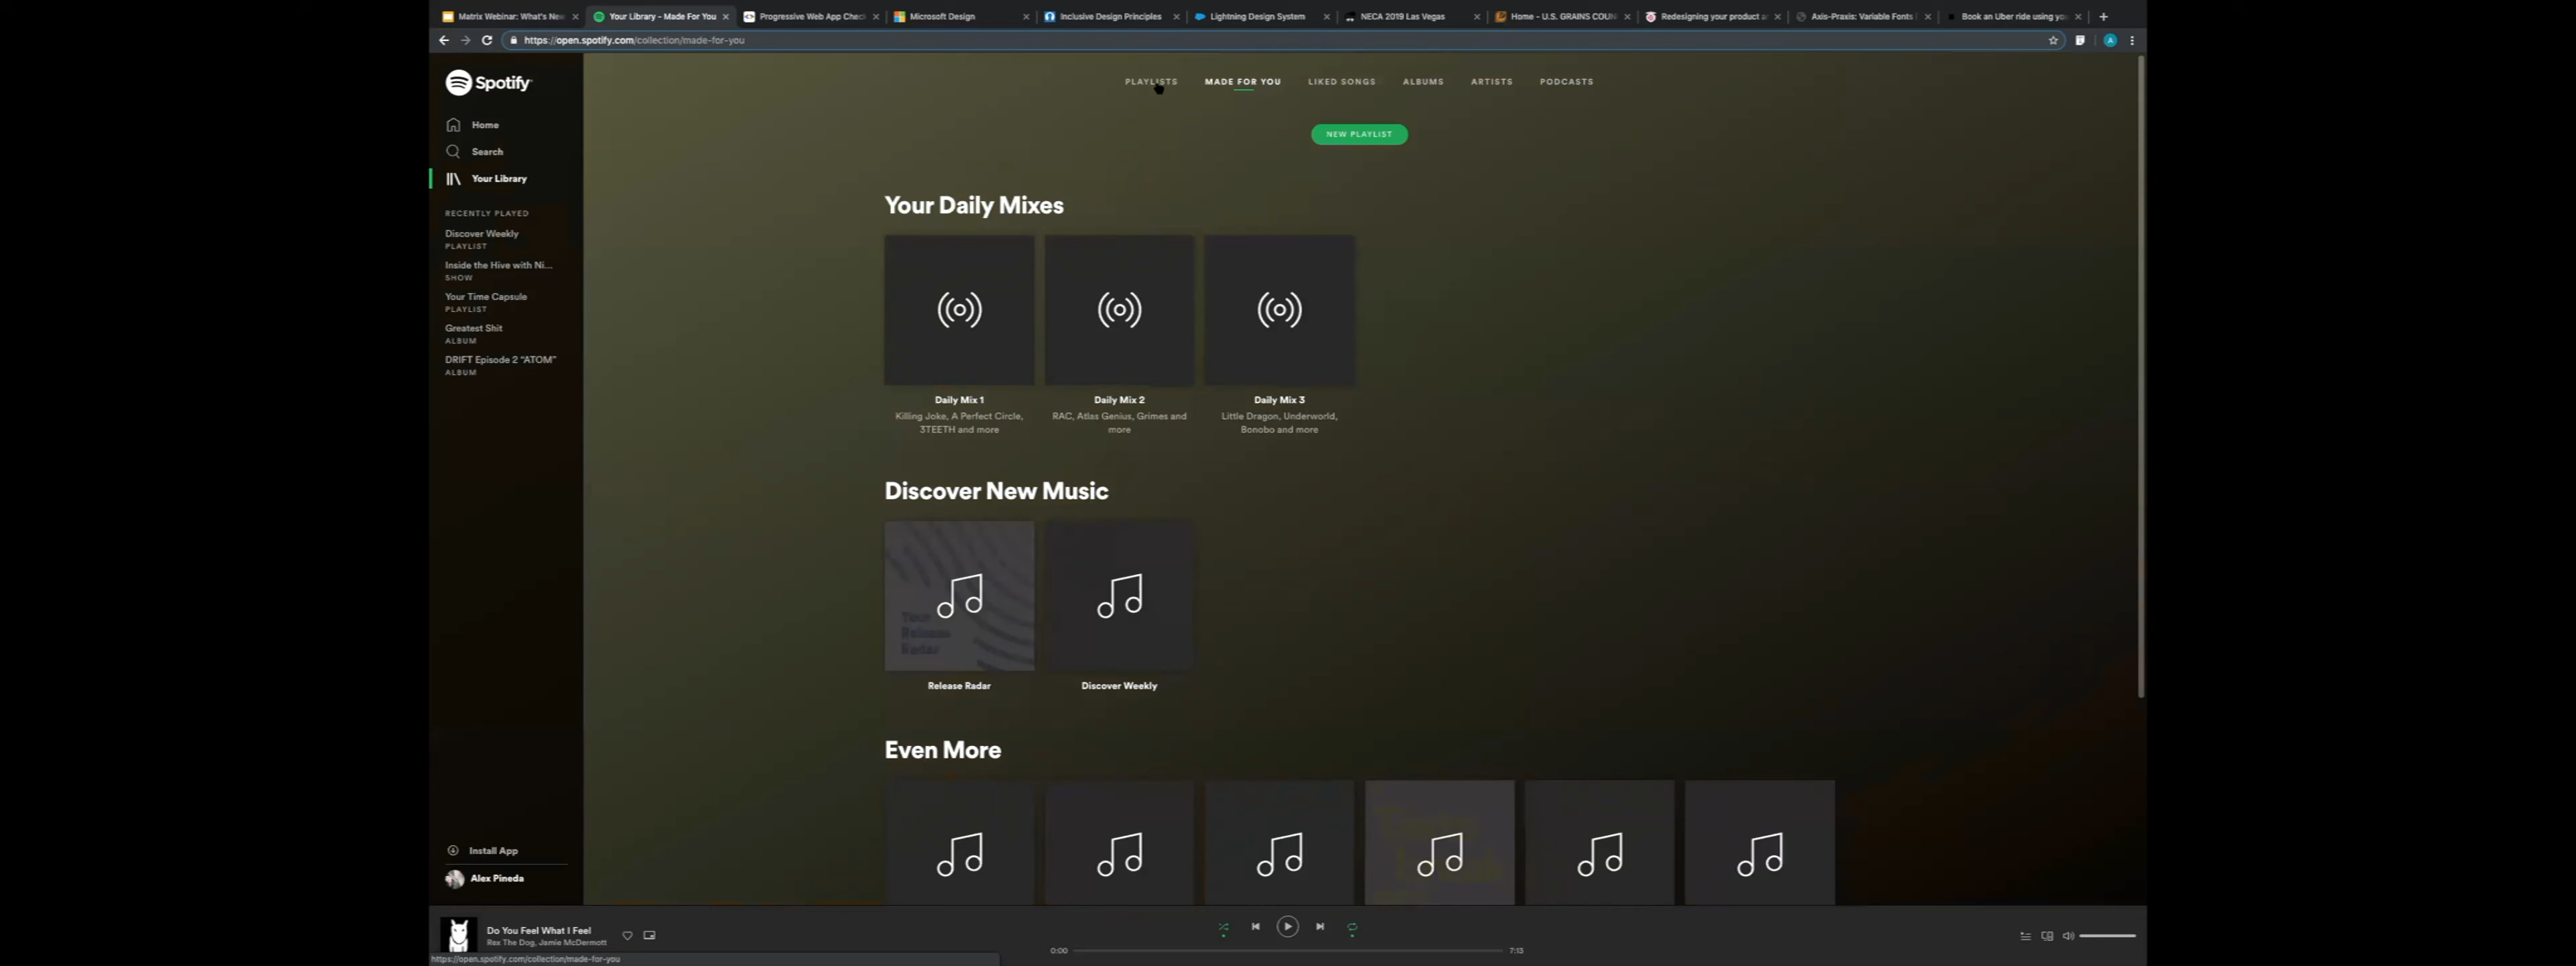 Matrix Webinar: What's New
Your Library - Made For You
Progressive Web App Check
Microsoft Design
Inclusive Design Principles
Lightning Design System
NECA 2019 Las Vegas
Home - U.S. GRAINS COUN
Redesigning your product a
Axis-Praxis: Variable Fonts
Book an Uber ride using yo
https://open.spotify.com/collection/made-for-you
A
Spotify
Home
Search
Your Library
RECENTLY PLAYED
Discover Weekly
PLAYLIST
Inside the Hive with Ni...
SHOW
Your Time Capsule
PLAYLIST
Greatest Shit
ALBUM
DRIFT Episode 2 "ATOM"
ALBUM
Install App
Alex Pineda
PLAYLISTS MADE FOR YOU LIKED SONGS ALBUMS ARTISTS PODCASTS
NEW PLAYLIST
Your Daily Mixes
Daily Mix 1
Killing Joke, A Perfect Circle,
3TEETH and more
Daily Mix 2
RAC, Atlas Genius, Grimes and
more
Daily Mix 3
Little Dragon, Underworld,
Bonobo and more
Discover New Music
Your
Release
Radar
Release Radar
Discover Weekly
Even More
Do You Feel What I Feel
Rex The Dog, Jamie McDermott
0:00
7:13
https://open.spotify.com/collection/made-for-you